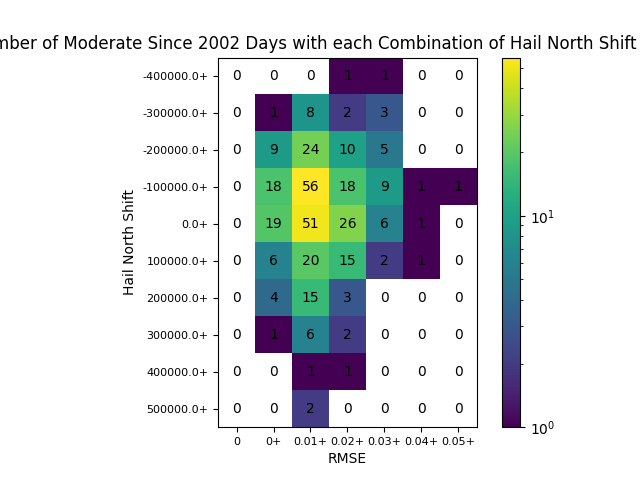 of Moderate Since 2002 Days with each Combination of Hail North Shift
-400000.0+ 0 0 0 1 1 0 0
-300000.0+ 0 1 8 2 3 0 0
-200000.0+ 0 9 24 10 5 0 0
-100000.0+ 0 18 56 18 9 1 1
0.0+ 0 19 51 26 6 1 0
100000.0+ 0 6 20 15 2 1 0
200000.0+ 0 4 15 3 0 0 0
300000.0+ 0 1 6 2 0 0 0
400000.0+ 0 0 1 1 0 0 0
500000.0+ 0 0 2 0 0 0 0
0 0+ 0.01+ 0.02+ 0.03+ 0.04+ 0.05+
RMSE
Hail North Shift
10¹
10⁰